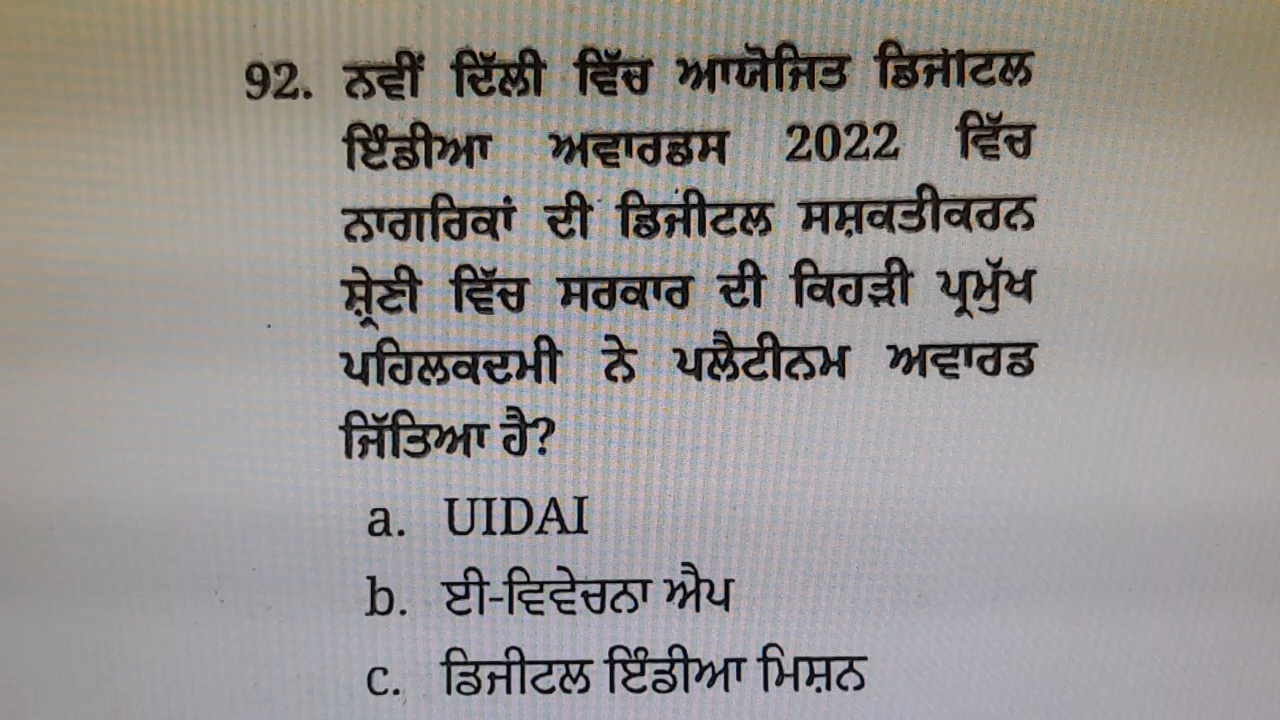 92. ਨਵੀਂ ਦਿੱਲੀ ਵਿੱਚ ਆਯੋਜਿਤ ਡਿਜੀਟਲ
ਇੰਡੀਆ ਅਵਾਰਡਸ 2022 ਵਿੱਚ
ਨਾਗਰਿਕਾਂ ਦੀ ਡਿਜੀਟਲ ਸਸ਼ਕਤੀਕਰਨ
ਸ਼੍ਰੇਣੀ ਵਿੱਚ ਸਰਕਾਰ ਦੀ ਕਿਹੜੀ ਪ੍ਰਮੁੱਖ
ਪਹਿਲਕਦਮੀ ਨੇ ਪਲੈਟੀਨਮ ਅਵਾਰਡ
ਜਿੱਤਿਆ ਹੈ?
a. UIDAI
b. ਈ-ਵਿਵੇਚਨਾ ਐਪ
c. ਡਿਜੀਟਲ ਇੰਡੀਆ ਮਿਸ਼ਨ